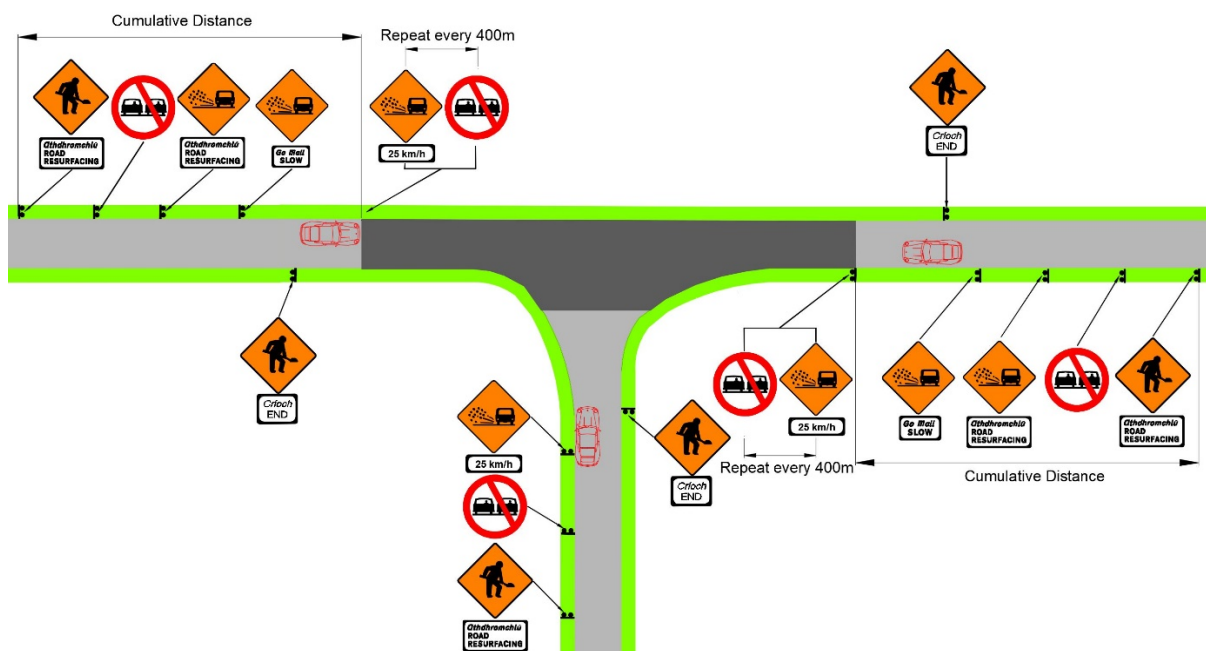 Cumulative Distance
Repeat every 400m
Athdhromchlú
ROAD
RESURFACING
Athdhromchlú
ROAD
RESURFACING
Go Mall
SLOW
25 km/h
Críoch
END
Críoch
END
25 km/h
Athdhromchlú
ROAD
RESURFACING
Críoch
END
25 km/h
Repeat every 400m
Go Mall
SLOW
Athdhromchlú
ROAD
RESURFACING
Athdhromchlú
ROAD
RESURFACING
Cumulative Distance